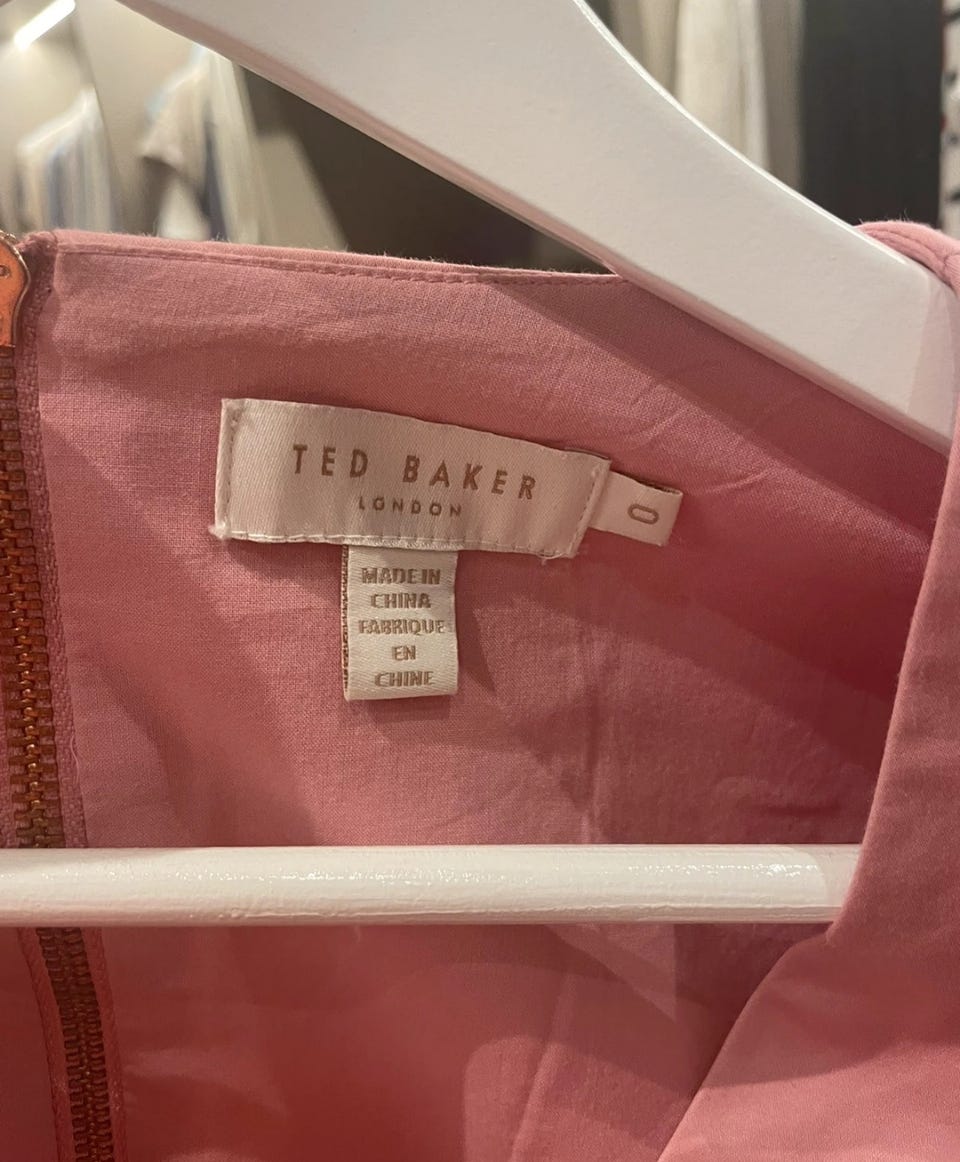 TED BAKER
LONDON
0
MADE IN
CHINA
FABRIQUE
EN
CHINE